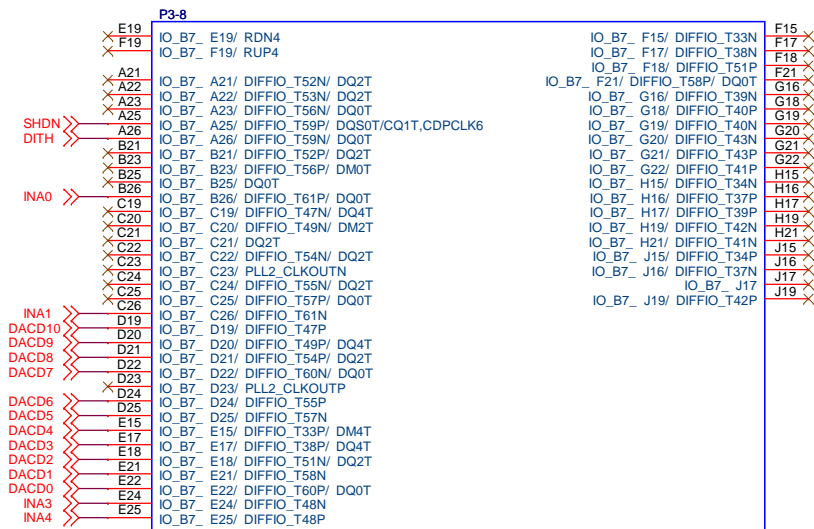 P3-8
E19 IO_B7_ E19/ RDN4
F19 IO_B7_ F19/ RUP4
A21 IO_B7_ A21/ DIFFIO_T52N/ DQ2T
A22 IO_B7_ A22/ DIFFIO_T53N/ DQ2T
A23 IO_B7_ A23/ DIFFIO_T56N/ DQ0T
SHDN A25 IO_B7_ A25/ DIFFIO_T59P/ DQS0T/CQ1T,CDPCLK6
DITH A26 IO_B7_ A26/ DIFFIO_T59N/ DQ0T
B21 IO_B7_ B21/ DIFFIO_T52P/ DQ2T
B23 IO_B7_ B23/ DIFFIO_T56P/ DM0T
B25 IO_B7_ B25/ DQ0T
INA0 B26 IO_B7_ B26/ DIFFIO_T61P/ DQ0T
C19 IO_B7_ C19/ DIFFIO_T47N/ DQ4T
C20 IO_B7_ C20/ DIFFIO_T49N/ DM2T
C21 IO_B7_ C21/ DQ2T
C22 IO_B7_ C22/ DIFFIO_T54N/ DQ2T
C23 IO_B7_ C23/ PLL2_CLKOUTN
C24 IO_B7_ C24/ DIFFIO_T55N/ DQ2T
C25 IO_B7_ C25/ DIFFIO_T57P/ DQ0T
INA1 C26 IO_B7_ C26/ DIFFIO_T61N
DACD10 D19 IO_B7_ D19/ DIFFIO_T47P
DACD9 D20 IO_B7_ D20/ DIFFIO_T49P/ DQ4T
DACD8 D21 IO_B7_ D21/ DIFFIO_T54P/ DQ2T
DACD7 D22 IO_B7_ D22/ DIFFIO_T60N/ DQ0T
D23 IO_B7_ D23/ PLL2_CLKOUTP
DACD6 D24 IO_B7_ D24/ DIFFIO_T55P
DACD5 D25 IO_B7_ D25/ DIFFIO_T57N
DACD4 E15 IO_B7_ E15/ DIFFIO_T33P/ DM4T
DACD3 E17 IO_B7_ E17/ DIFFIO_T38P/ DQ4T
DACD2 E18 IO_B7_ E18/ DIFFIO_T51N/ DQ2T
DACD1 E21 IO_B7_ E21/ DIFFIO_T58N
DACD0 E22 IO_B7_ E22/ DIFFIO_T60P/ DQ0T
INA3 E24 IO_B7_ E24/ DIFFIO_T48N
INA4 E25 IO_B7_ E25/ DIFFIO_T48P
IO_B7_ F15/ DIFFIO_T33N F15
IO_B7_ F17/ DIFFIO_T38N F17
IO_B7_ F18/ DIFFIO_T51P F18
IO_B7_ F21/ DIFFIO_T58P/ DQ0T F21
IO_B7_ G16/ DIFFIO_T39N G16
IO_B7_ G18/ DIFFIO_T40P G18
IO_B7_ G19/ DIFFIO_T40N G19
IO_B7_ G20/ DIFFIO_T43N G20
IO_B7_ G21/ DIFFIO_T43P G21
IO_B7_ G22/ DIFFIO_T41P G22
IO_B7_ H15/ DIFFIO_T34N H15
IO_B7_ H16/ DIFFIO_T37P H16
IO_B7_ H17/ DIFFIO_T39P H17
IO_B7_ H19/ DIFFIO_T42N H19
IO_B7_ H21/ DIFFIO_T41N H21
IO_B7_ J15/ DIFFIO_T34P J15
IO_B7_ J16/ DIFFIO_T37N J16
IO_B7_ J17 J17
IO_B7_ J19/ DIFFIO_T42P J19